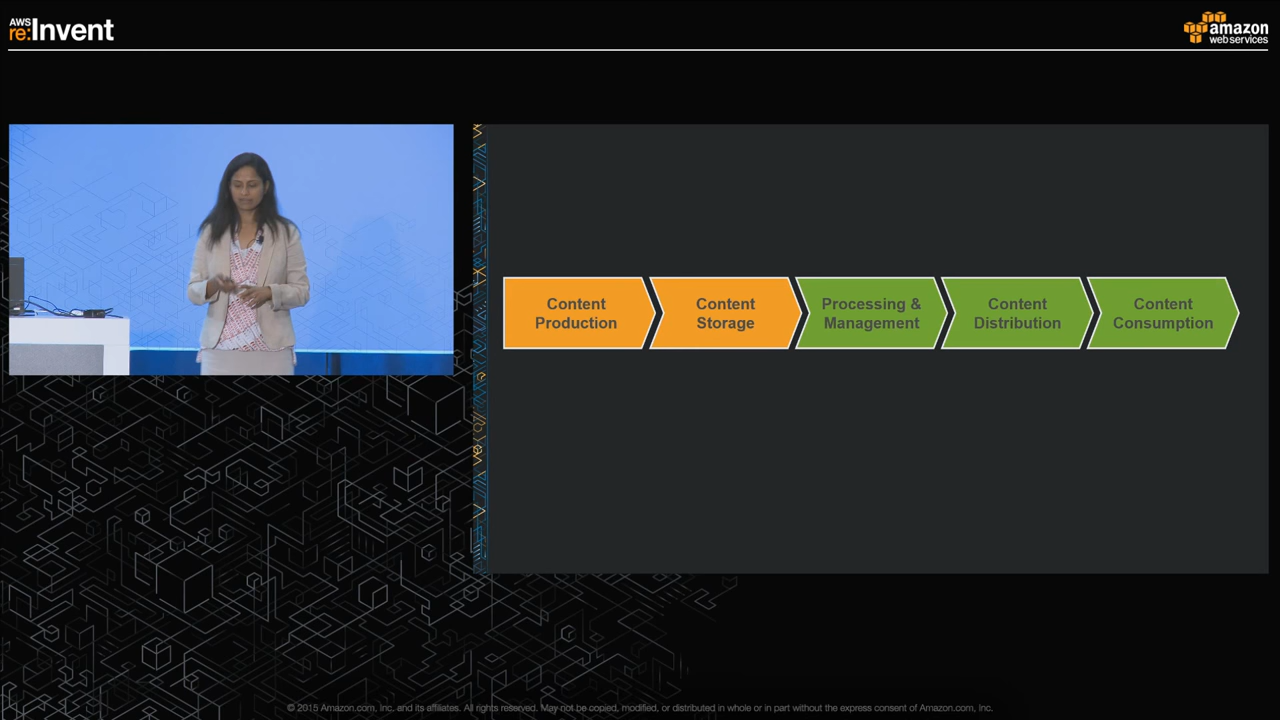 AWS
re:Invent
amazon
webservices
Content
Production
Content
Storage
Processing &
Management
Content
Distribution
Content
Consumption
© 2015 Amazon.com, Inc. and its affiliates. All rights reserved. May not be copied, modified, or distributed in whole or in part without the express consent of Amazon.com, Inc.